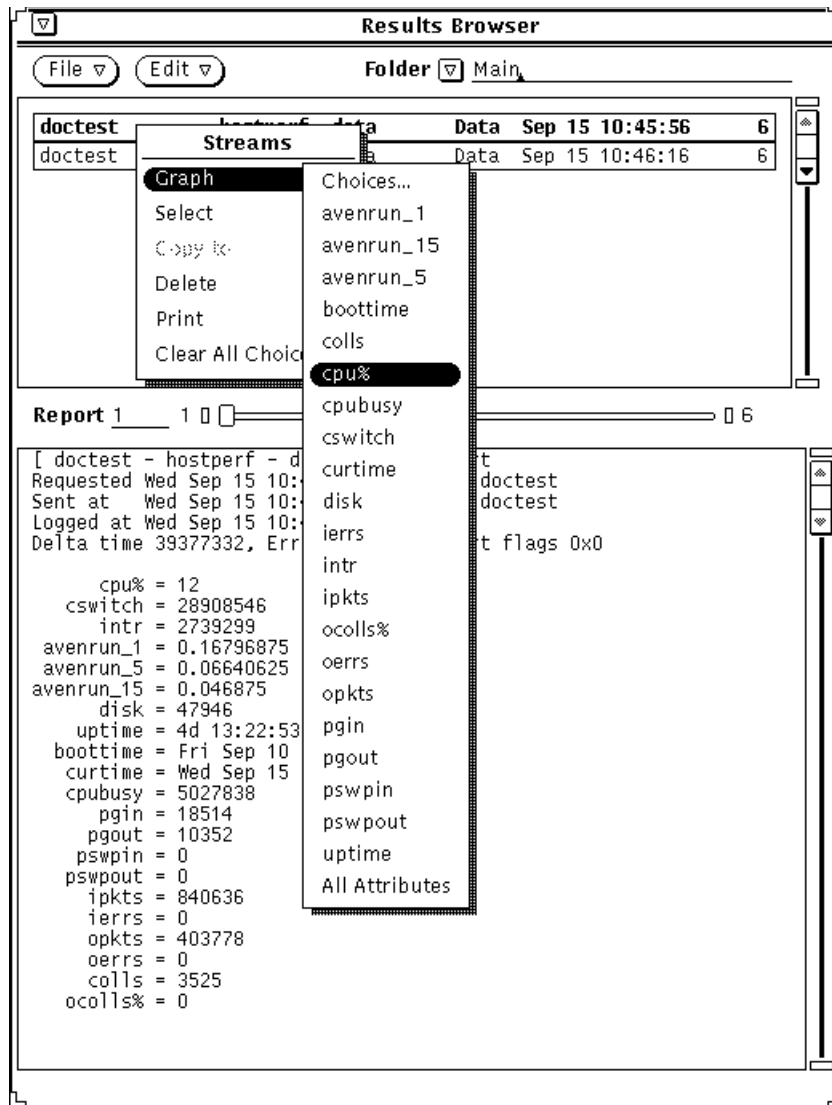 Results Browser
File Edit Folder Main
doctest data Data Sep 15 10:45:56 6
doctest Data Sep 15 10:46:16 6
Streams
Graph
Select
Copy to
Delete
Print
Clear All Choic
Choices...
avenrun_1
avenrun_15
avenrun_5
boottime
colls
cpu%
cpubusy
cswitch
curtime
disk
ierrs
intr
ipkts
ocolls%
oerrs
opkts
pgin
pgout
pswpin
pswpout
uptime
All Attributes
Report 1 1 6
[ doctest - hostperf - d t
Requested Wed Sep 15 10: doctest
Sent at Wed Sep 15 10: doctest
Logged at Wed Sep 15 10:
Delta time 39377332, Err t flags 0x0
cpu% = 12
cswitch = 28908546
intr = 2739299
avenrun_1 = 0.16796875
avenrun_5 = 0.06640625
avenrun_15 = 0.046875
disk = 47946
uptime = 4d 13:22:53
boottime = Fri Sep 10
curtime = Wed Sep 15
cpubusy = 5027838
pgin = 18514
pgout = 10352
pswpin = 0
pswpout = 0
ipkts = 840636
ierrs = 0
opkts = 403778
oerrs = 0
colls = 3525
ocolls% = 0